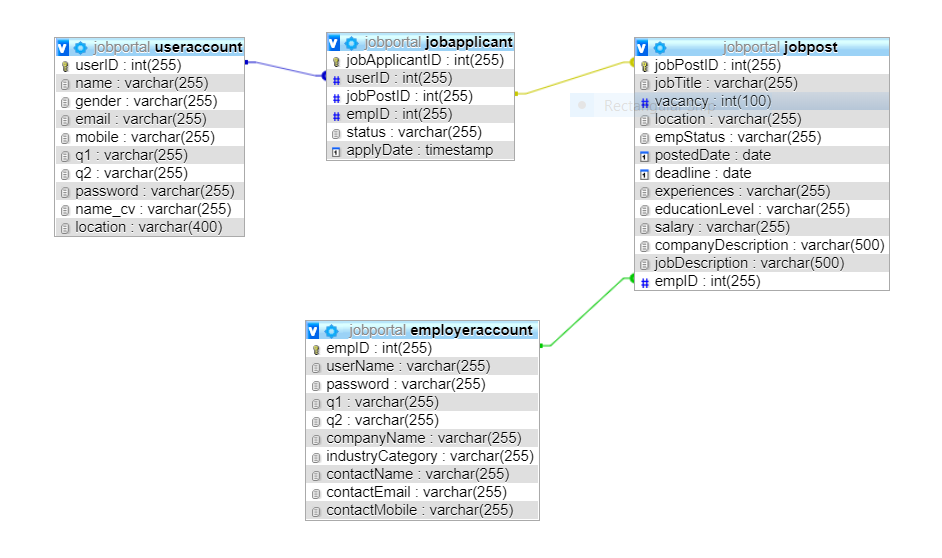 jobportal useraccount
userID : int(255)
name : varchar(255)
gender : varchar(255)
email : varchar(255)
mobile : varchar(255)
q1 : varchar(255)
q2 : varchar(255)
password : varchar(255)
name_cv : varchar(255)
location : varchar(400)
jobportal jobapplicant
jobApplicantID : int(255)
userID : int(255)
jobPostID : int(255)
empID : int(255)
status : varchar(255)
applyDate : timestamp
jobportal jobpost
jobPostID : int(255)
jobTitle : varchar(255)
vacancy : int(100)
location : varchar(255)
empStatus : varchar(255)
postedDate : date
deadline : date
experiences : varchar(255)
educationLevel : varchar(255)
salary : varchar(255)
companyDescription : varchar(500)
jobDescription : varchar(500)
empID : int(255)
jobportal employeraccount
empID : int(255)
userName : varchar(255)
password : varchar(255)
q1 : varchar(255)
q2 : varchar(255)
companyName : varchar(255)
industryCategory : varchar(255)
contactName : varchar(255)
contactEmail : varchar(255)
contactMobile : varchar(255)